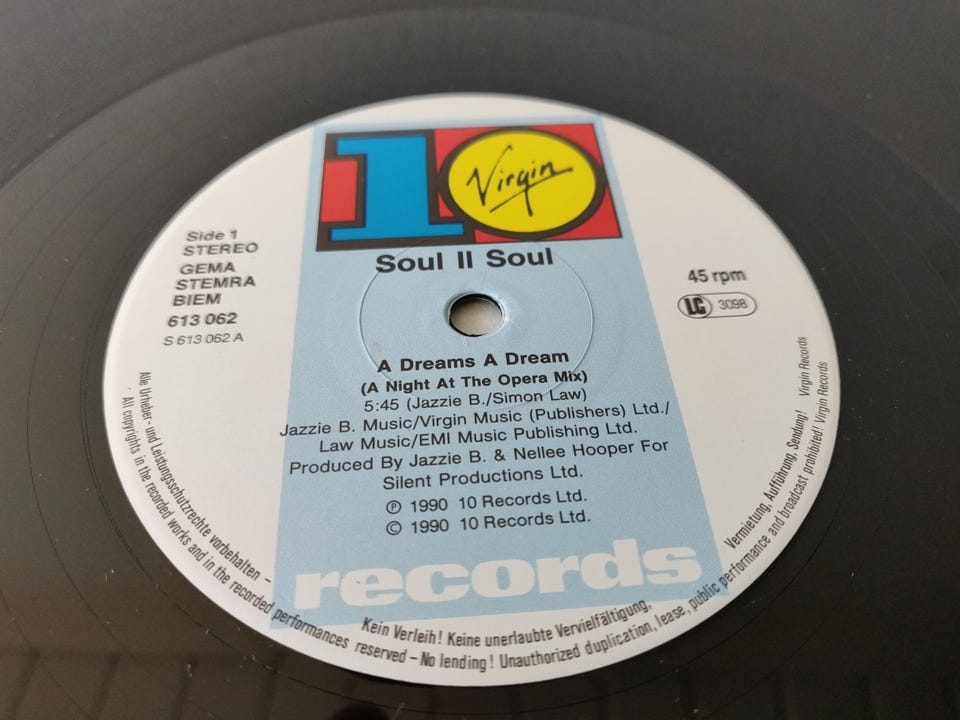 10
Virgin
Soul II Soul
Side 1
STEREO
GEMA
STEMRA
BIEM
613 062
S 613 062 A
45 rpm
LC 3098
A Dreams A Dream
(A Night At The Opera Mix)
5:45 (Jazzie B./Simon Law)
Jazzie B. Music/Virgin Music (Publishers) Ltd./
Law Music/EMI Music Publishing Ltd.
Produced By Jazzie B. & Nellee Hooper For
Silent Productions Ltd.
℗ 1990 10 Records Ltd.
© 1990 10 Records Ltd.
records
Alle Urheber- und Leistungsschutzrechte vorbehalten – Kein Verleih! Keine unerlaubte Vervielfältigung, Vermietung, Aufführung, Sendung! Virgin Records
All copyrights in the recorded works and in the recorded performances reserved – No lending! Unauthorized duplication, lease, public performance and broadcast prohibited! Virgin Records